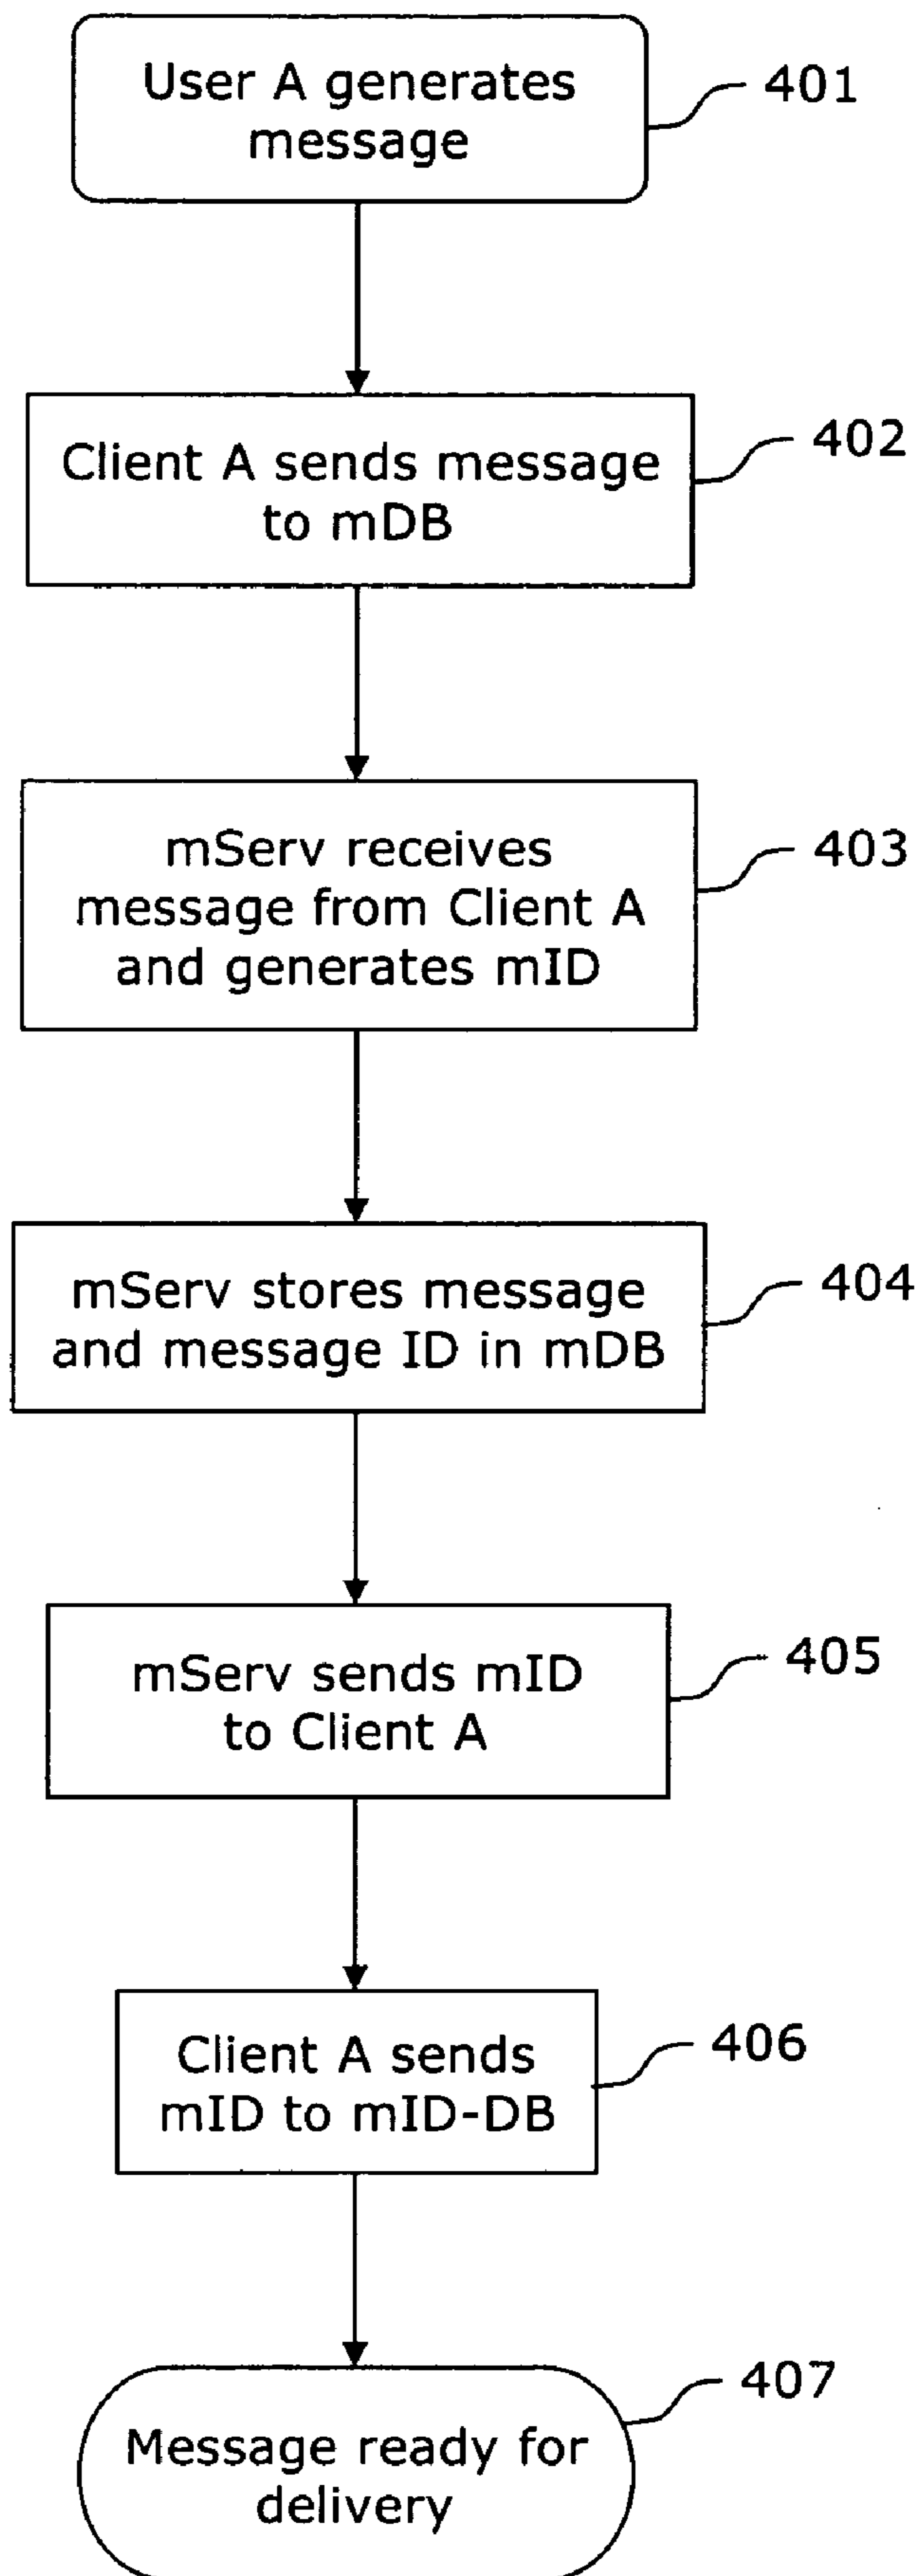 User A generates
message
401
Client A sends message
to mDB
402
mServ receives
message from Client A
and generates mID
403
mServ stores message
and message ID in mDB
404
mServ sends mID
to Client A
405
Client A sends
mID to mID-DB
406
Message ready for
delivery
407